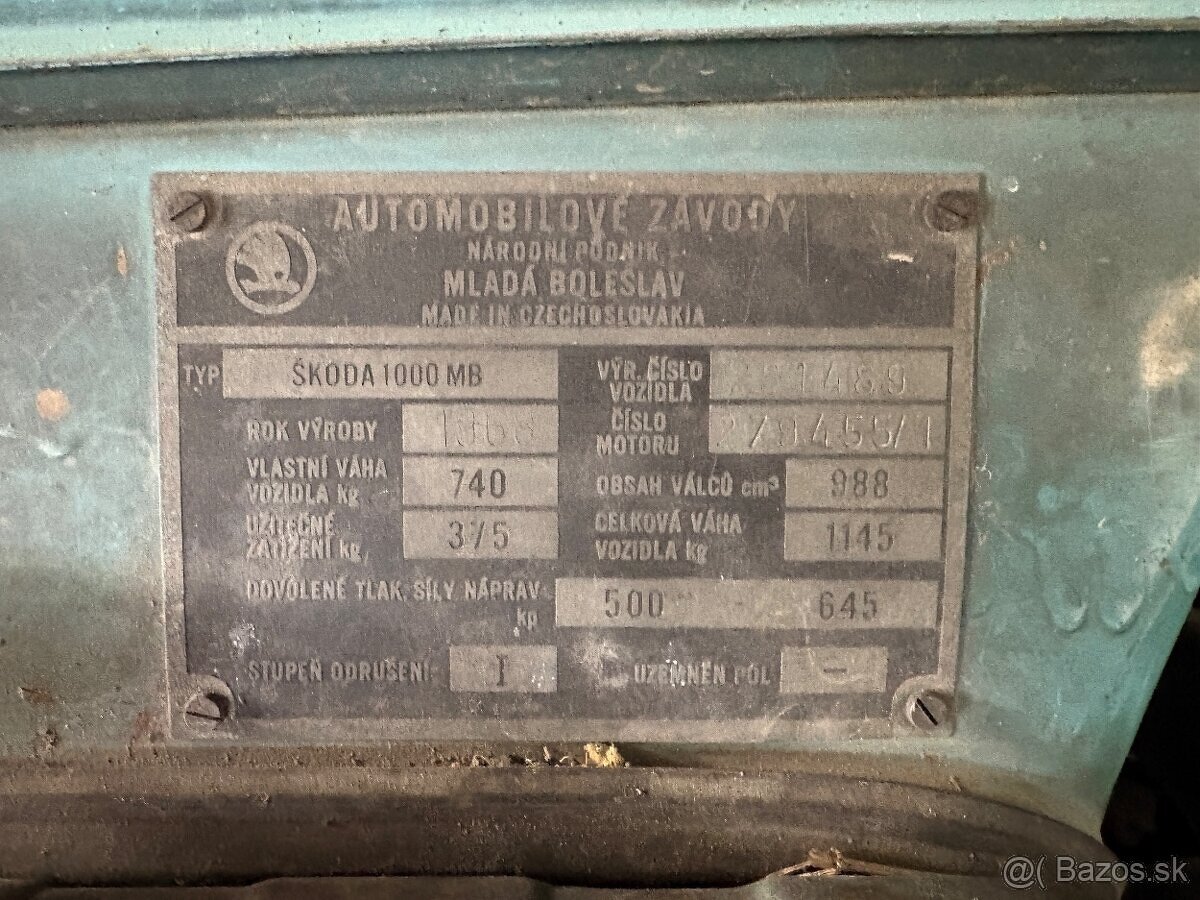 AUTOMOBILOVÉ ZÁVODY
NÁRODNÍ PODNIK
MLADÁ BOLESLAV
MADE IN CZECHOSLOVAKIA
TYP ŠKODA 1000 MB
VÝR. ČÍSLO VOZIDLA
ROK VÝROBY
ČÍSLO MOTORU
VLASTNÍ VÁHA VOZIDLA kg 740
OBSAH VÁLCŮ cm³ 988
UŽITEČNÉ ZATÍŽENÍ kg 375
CELKOVÁ VÁHA VOZIDLA kg 1145
DOVOLENÉ TLAK. SÍLY NÁPRAV kp 500 645
STUPEŇ ODRUŠENÍ I
UZEMNĚN PÓL -
@( Bazos.sk